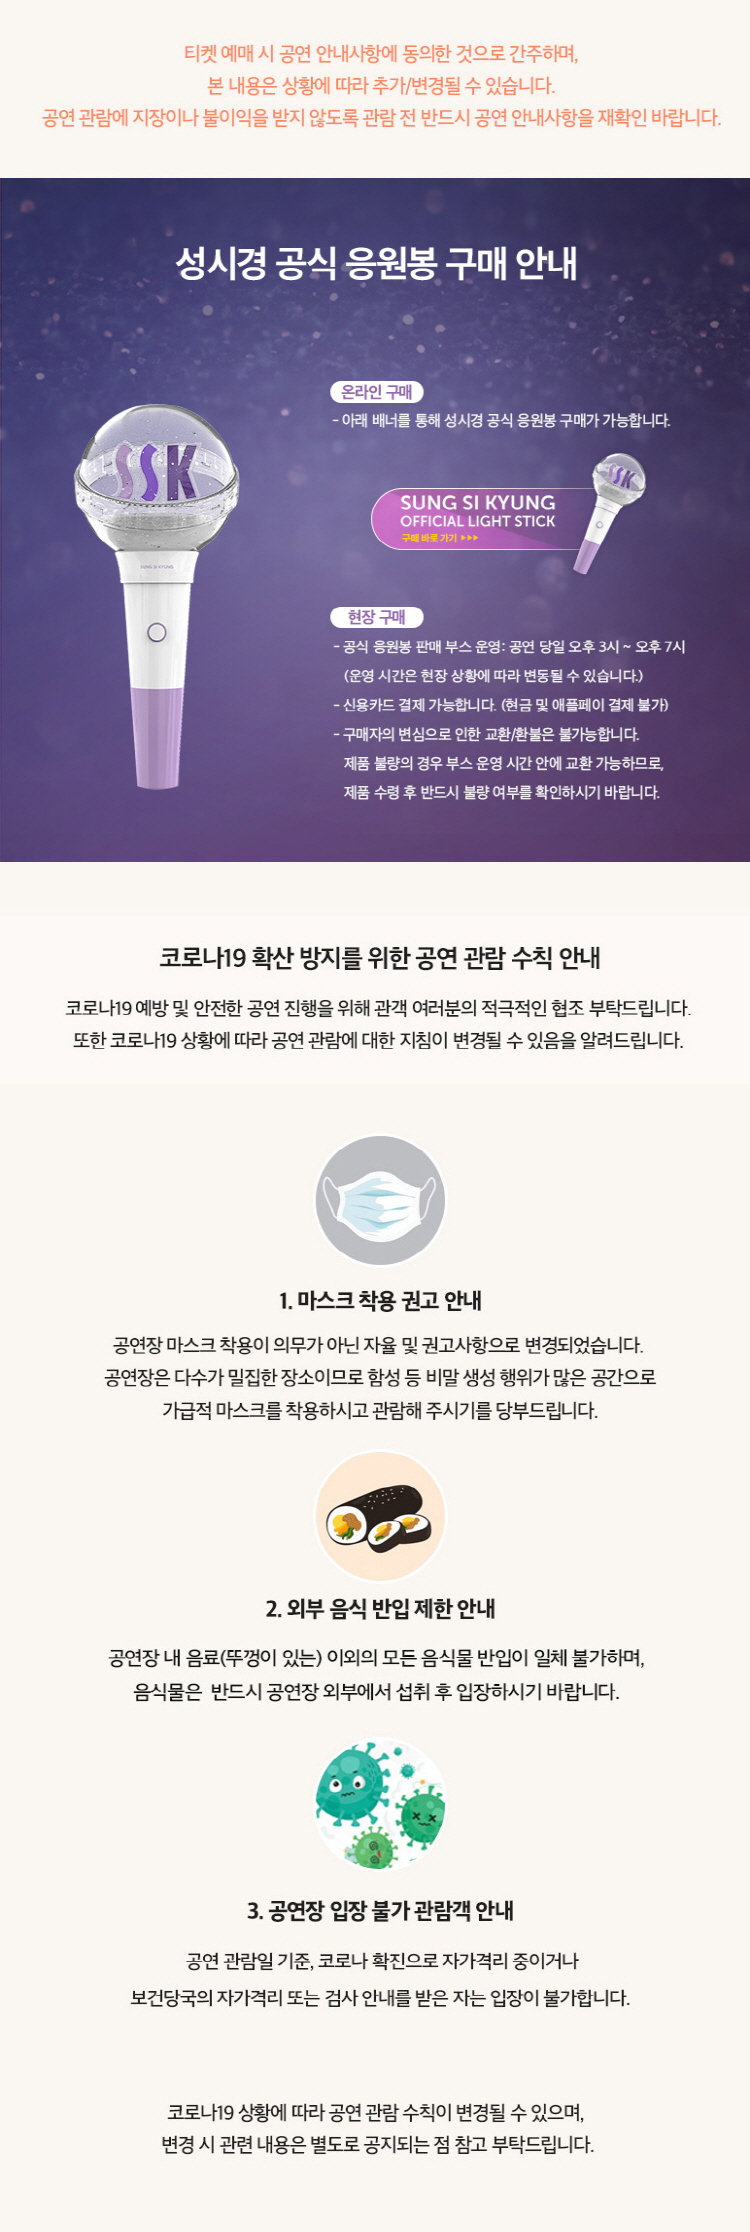 티켓 예매 시 공연 안내사항에 동의한 것으로 간주하며,
본 내용은 상황에 따라 추가/변경될 수 있습니다.
공연 관람에 지장이나 불이익을 받지 않도록 관람 전 반드시 공연 안내사항을 재확인 바랍니다.
성시경 공식 응원봉 구매 안내
온라인 구매
- 아래 배너를 통해 성시경 공식 응원봉 구매가 가능합니다.
SSK
SUNG SI KYUNG
SSK
SUNG SI KYUNG
OFFICIAL LIGHT STICK
구매 바로 가기 ▶▶▶
현장 구매
- 공식 응원봉 판매 부스 운영: 공연 당일 오후 3시 ~ 오후 7시
(운영 시간은 현장 상황에 따라 변동될 수 있습니다.)
- 신용카드 결제 가능합니다. (현금 및 애플페이 결제 불가)
- 구매자의 변심으로 인한 교환/환불은 불가능합니다.
제품 불량의 경우 부스 운영 시간 안에 교환 가능하므로,
제품 수령 후 반드시 불량 여부를 확인하시기 바랍니다.
코로나19 확산 방지를 위한 공연 관람 수칙 안내
코로나19 예방 및 안전한 공연 진행을 위해 관객 여러분의 적극적인 협조 부탁드립니다.
또한 코로나19 상황에 따라 공연 관람에 대한 지침이 변경될 수 있음을 알려드립니다.
1. 마스크 착용 권고 안내
공연장 마스크 착용이 의무가 아닌 자율 및 권고사항으로 변경되었습니다.
공연장은 다수가 밀집한 장소이므로 함성 등 비말 생성 행위가 많은 공간으로
가급적 마스크를 착용하시고 관람해 주시기를 당부드립니다.
2. 외부 음식 반입 제한 안내
공연장 내 음료(뚜껑이 있는) 이외의 모든 음식물 반입이 일체 불가하며,
음식물은 반드시 공연장 외부에서 섭취 후 입장하시기 바랍니다.
3. 공연장 입장 불가 관람객 안내
공연 관람일 기준, 코로나 확진으로 자가격리 중이거나
보건당국의 자가격리 또는 검사 안내를 받은 자는 입장이 불가합니다.
코로나19 상황에 따라 공연 관람 수칙이 변경될 수 있으며,
변경 시 관련 내용은 별도로 공지되는 점 참고 부탁드립니다.